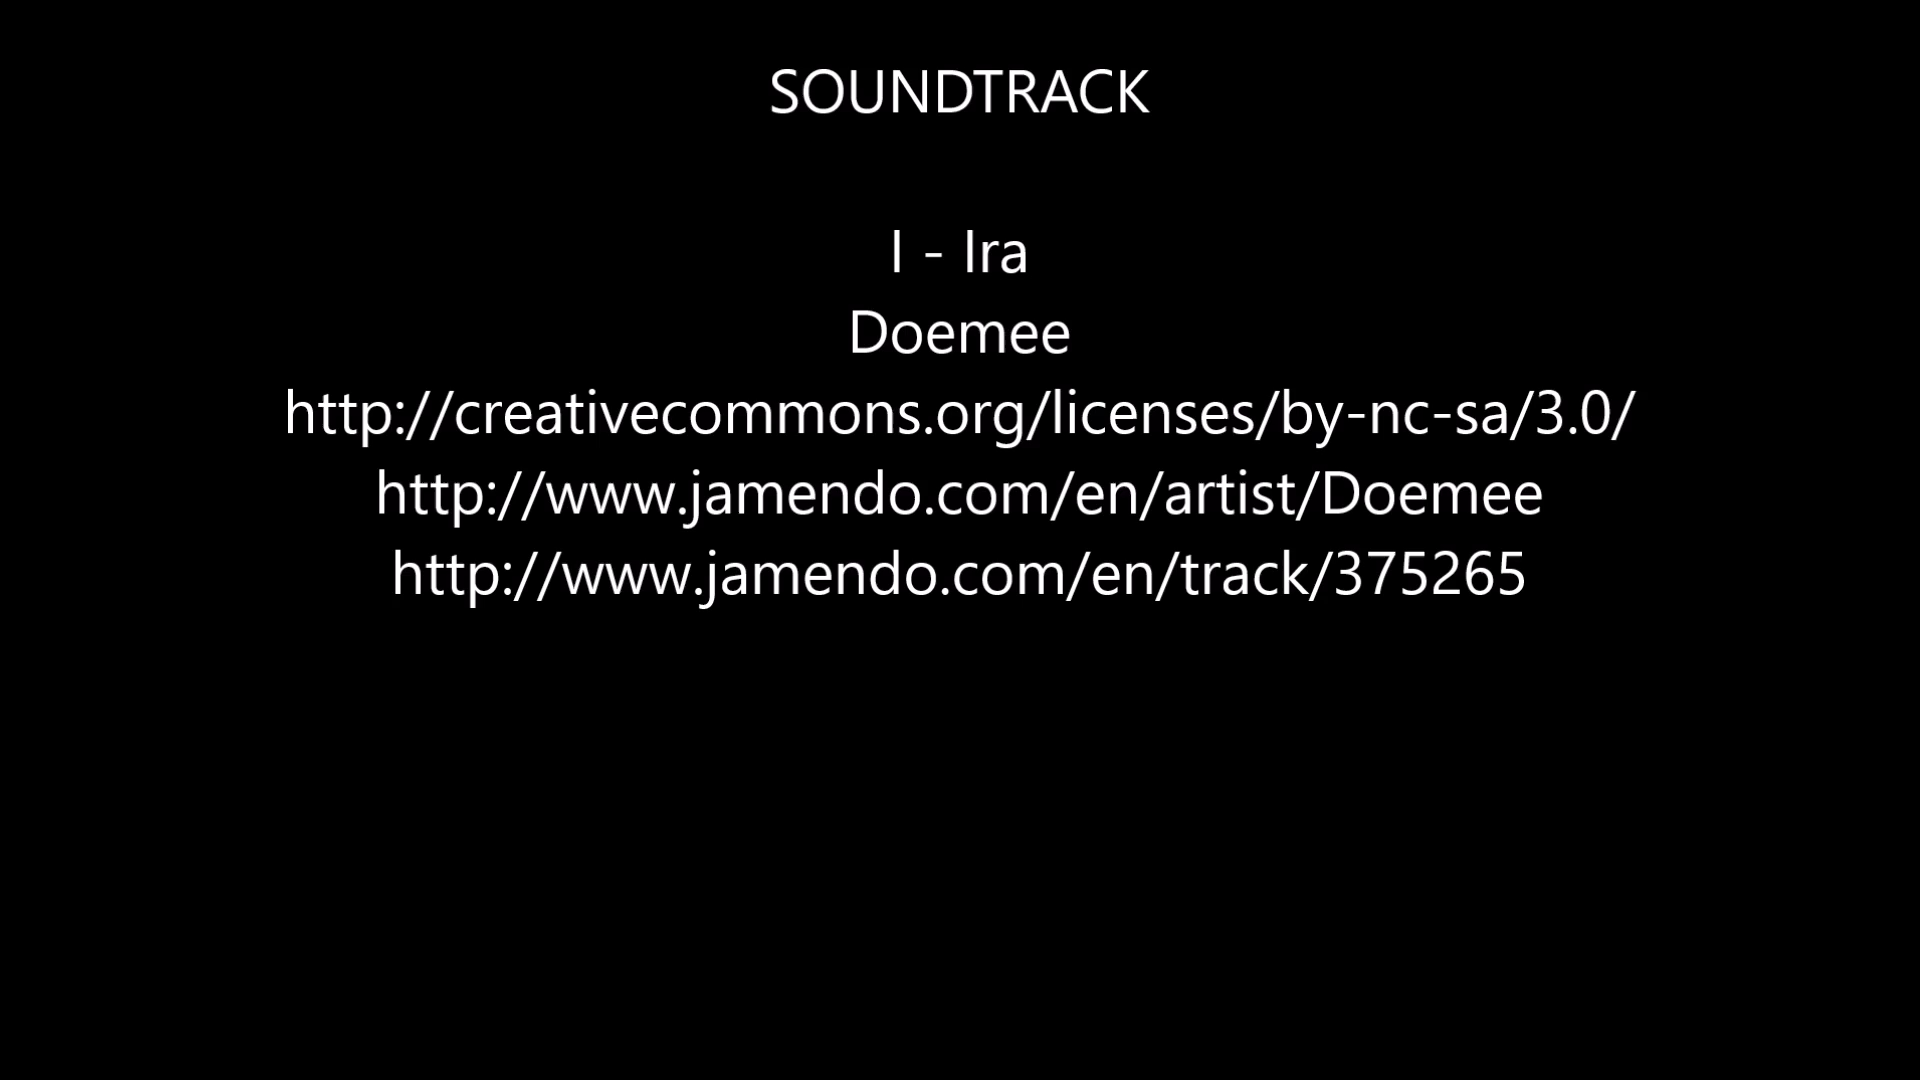 SOUNDTRACK
I - Ira
Doemee
http://creativecommons.org/licenses/by-nc-sa/3.0/
http://www.jamendo.com/en/artist/Doemee
http://www.jamendo.com/en/track/375265